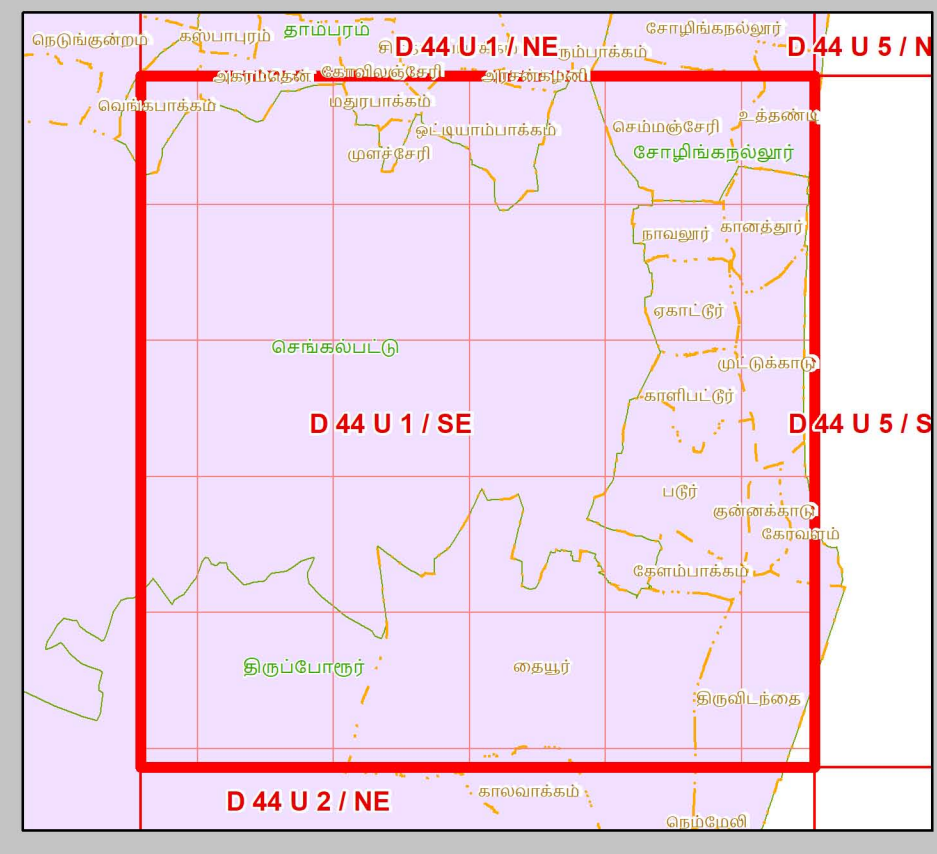 சோழிங்கநல்லூர்
தாம்பரம்
கஸ்பாபுரம்
நெடுங்குன்றம்
D 44 U 1 / NE
D 44 U 5 / N
கோவிலஞ்சேரி
மதுரபாக்கம்
வெங்கபாக்கம்
உத்தண்டி
செம்மஞ்சேரி
ஒட்டியாம்பாக்கம்
முளச்சேரி
சோழிங்கநல்லூர்
நாவலூர்
கானத்தூர்
ஏகாட்டூர்
செங்கல்பட்டு
முட்டுக்காடு
காளிபட்டூர்
D 44 U 1 / SE
D 44 U 5 / S
படூர்
குன்னக்காடு
கேளம்பாக்கம்
திருப்போரூர்
தையூர்
திருவிடந்தை
காலவாக்கம்
D 44 U 2 / NE
நெம்மேலி